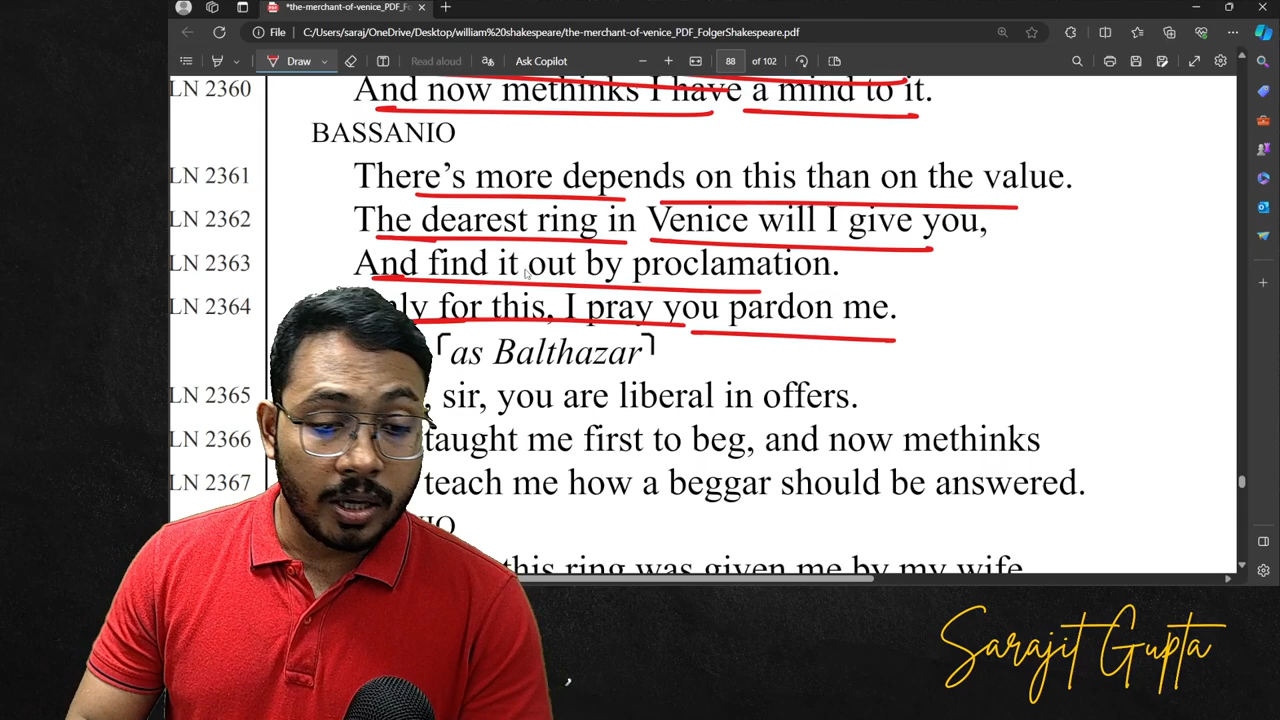 *the-merchant-of-venice_PDF_F
File
C:/Users/saraj/OneDrive/Desktop/william%20shakespeare/the-merchant-of-venice_PDF_FolgerShakespeare.pdf
Draw
Read aloud
Ask Copilot
88 of 102
LN 2360 And now methinks I have a mind to it.
BASSANIO
LN 2361 There’s more depends on this than on the value.
LN 2362 The dearest ring in Venice will I give you,
LN 2363 And find it out by proclamation.
LN 2364 for this, I pray you pardon me.
⌜as Balthazar⌝
LN 2365 , sir, you are liberal in offers.
LN 2366 taught me first to beg, and now methinks
LN 2367 teach me how a beggar should be answered.
IO
this ring was given me by my wife
Sarajit Gupta